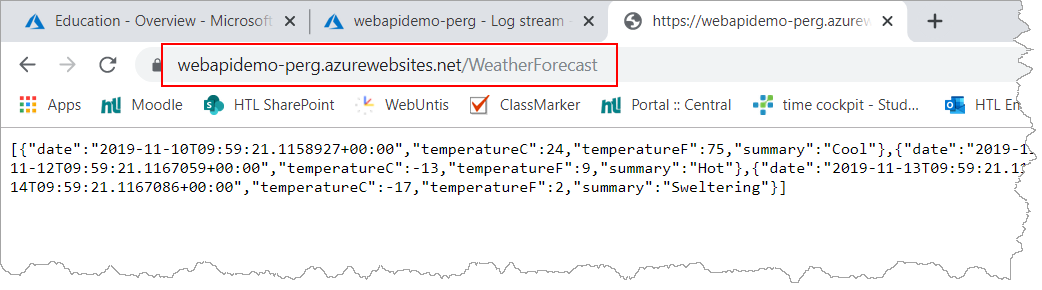 Education - Overview - Microsoft
webapidemo-perg - Log stream -
https://webapidemo-perg.azurew
webapidemo-perg.azurewebsites.net/WeatherForecast
Apps
Moodle
HTL SharePoint
WebUntis
ClassMarker
Portal :: Central
time cockpit - Stud...
HTL En
[{"date":"2019-11-10T09:59:21.1158927+00:00","temperatureC":24,"temperatureF":75,"summary":"Cool"},{"date":"2019-1
11-12T09:59:21.1167059+00:00","temperatureC":-13,"temperatureF":9,"summary":"Hot"},{"date":"2019-11-13T09:59:21.11
14T09:59:21.1167086+00:00","temperatureC":-17,"temperatureF":2,"summary":"Sweltering"}]